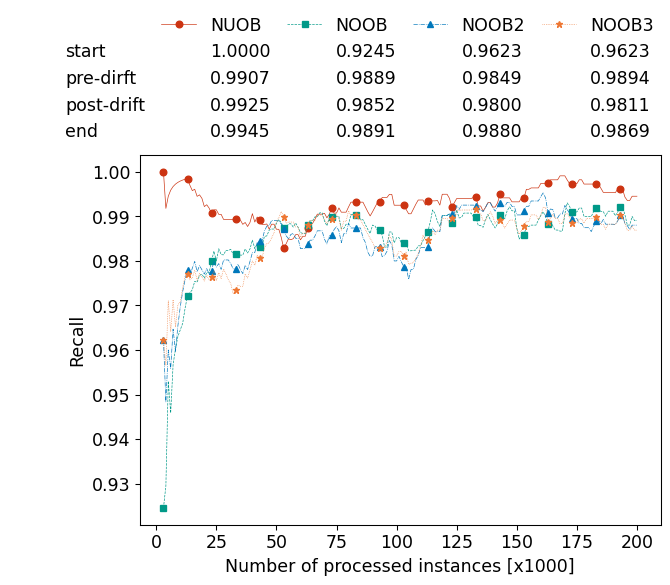 NUOB NOOB NOOB2 NOOB3
start 1.0000 0.9245 0.9623 0.9623
pre-dirft 0.9907 0.9889 0.9849 0.9894
post-drift 0.9925 0.9852 0.9800 0.9811
end 0.9945 0.9891 0.9880 0.9869
1.00
0.99
0.98
0.97
0.96
0.95
0.94
0.93
Recall
0 25 50 75 100 125 150 175 200
Number of processed instances [x1000]